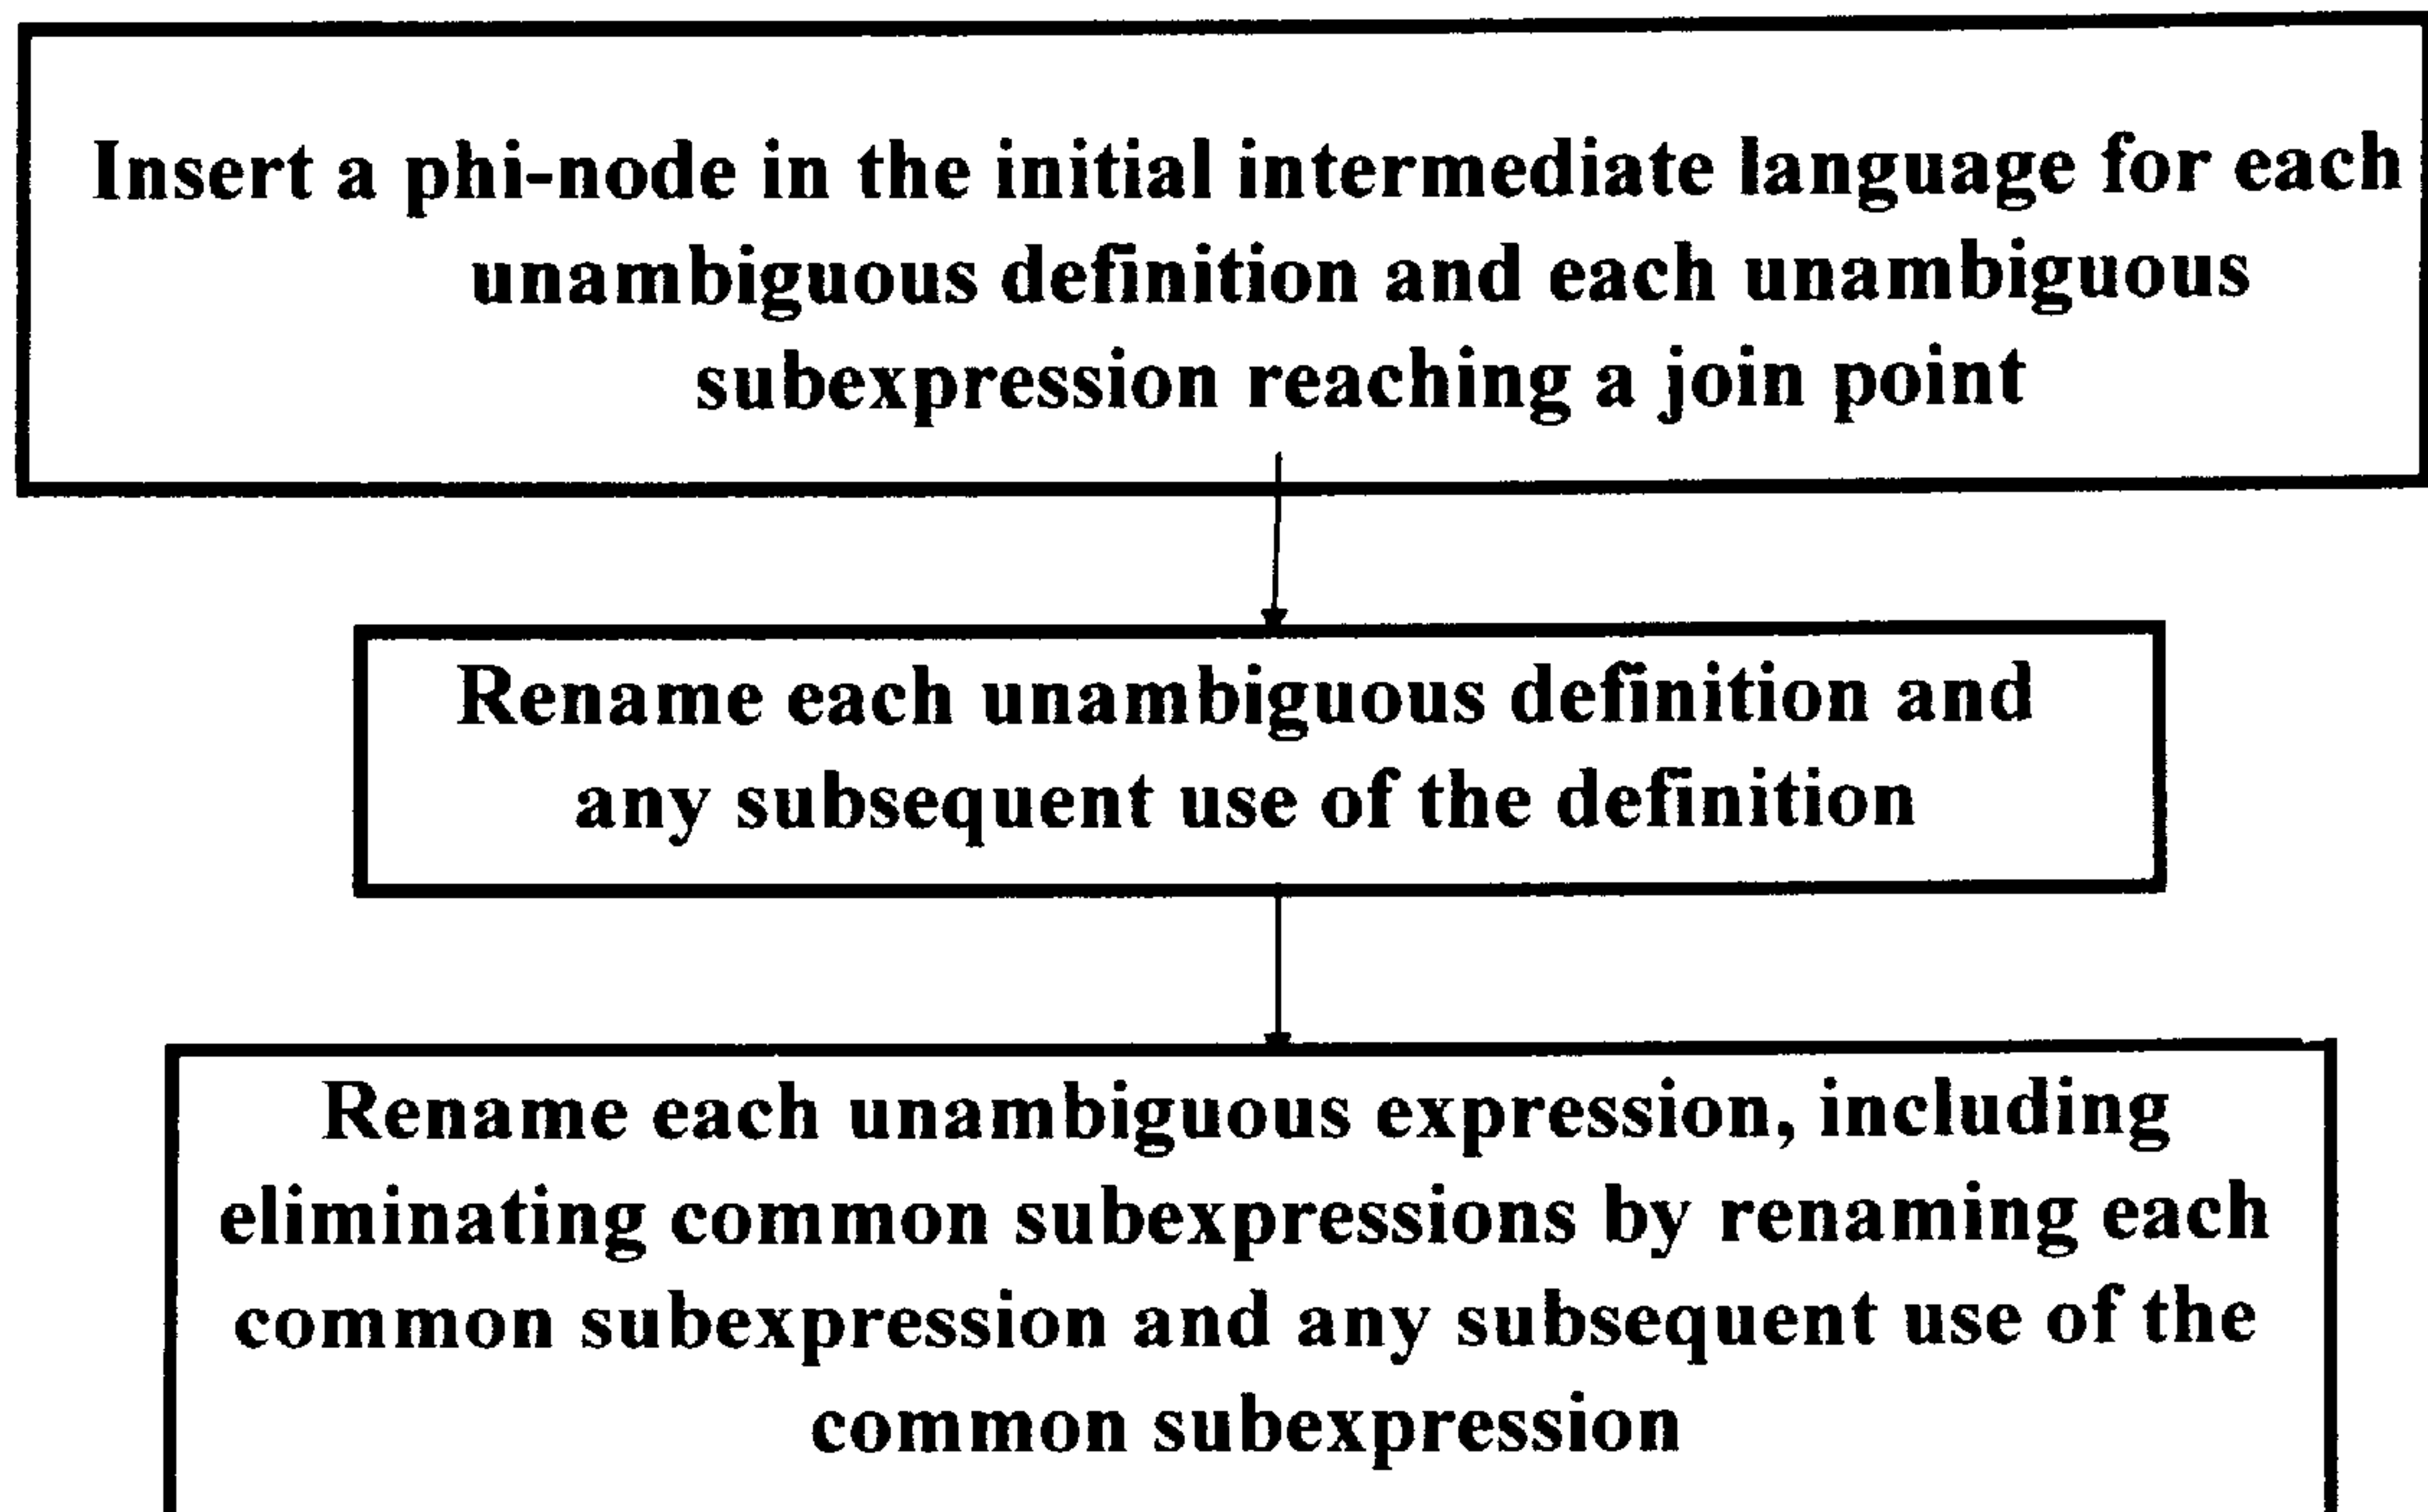 Insert a phi-node in the initial intermediate language for each
unambiguous definition and each unambiguous
subexpression reaching a join point
Rename each unambiguous definition and
any subsequent use of the definition
Rename each unambiguous expression, including
eliminating common subexpressions by renaming each
common subexpression and any subsequent use of the
common subexpression